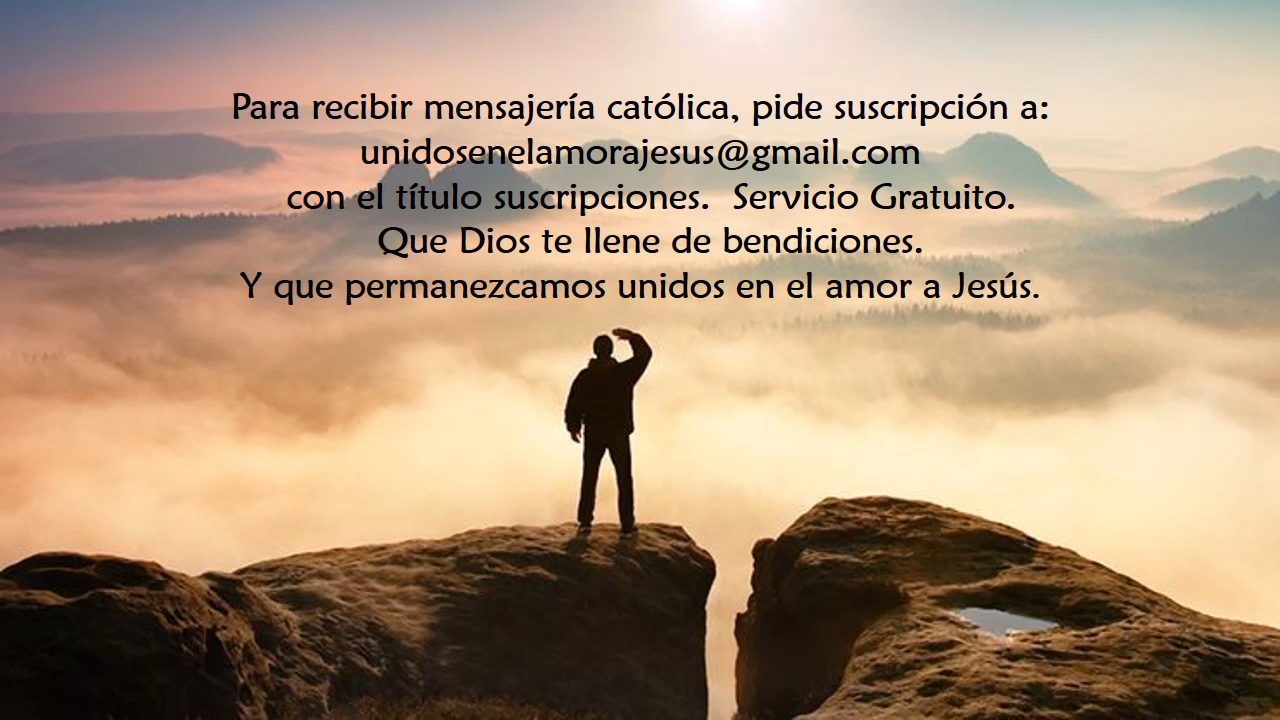 Para recibir mensajería católica, pide suscripción a:
unidosenelamorajesus@gmail.com
con el título suscripciones.  Servicio Gratuito.
Que Dios te llene de bendiciones.
Y que permanezcamos unidos en el amor a Jesús.